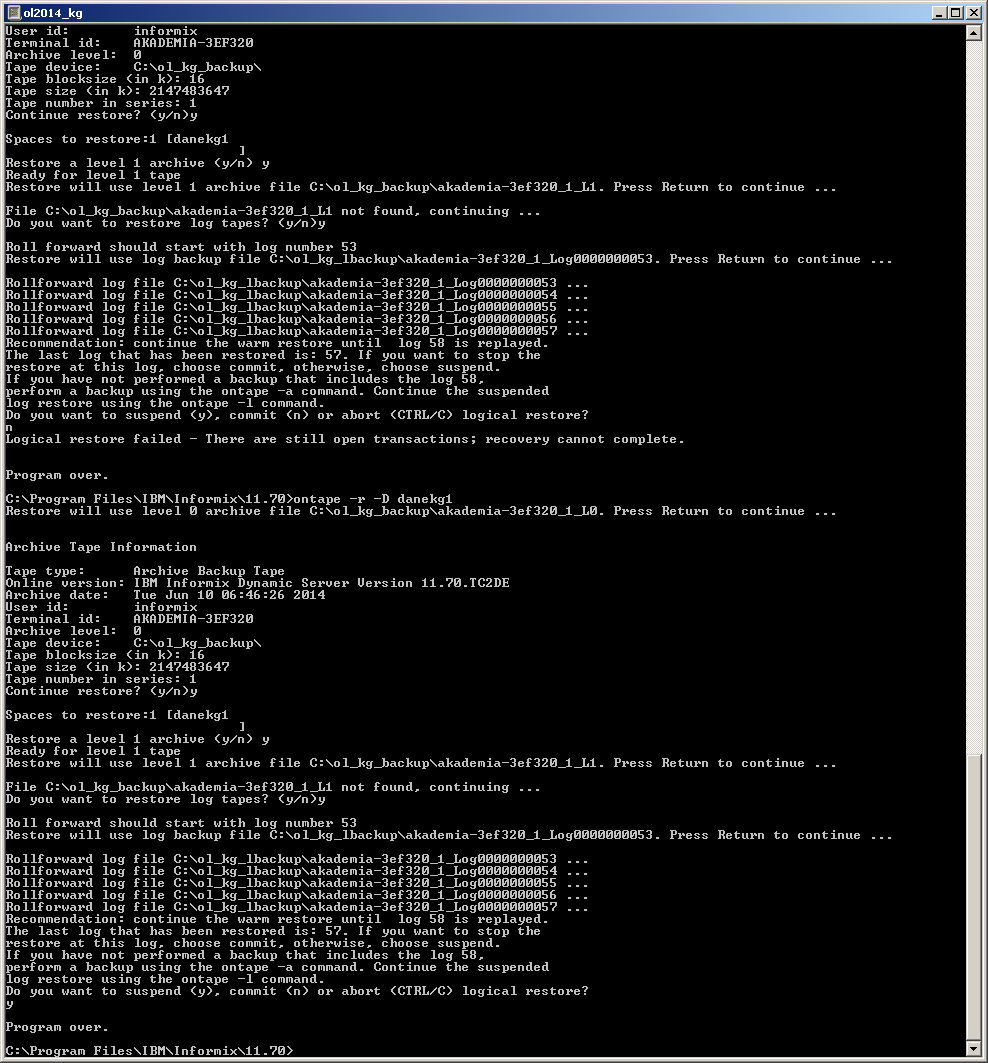 ol2014_kg
User id:        informix
Terminal id:    AKADEMIA-3EF320
Archive level:  0
Tape device:    C:\ol_kg_backup\
Tape blocksize (in k): 16
Tape size (in k): 2147483647
Tape number in series: 1
Continue restore? (y/n)y
Spaces to restore:1 [danekg1
]
Restore a level 1 archive (y/n) y
Ready for level 1 tape
Restore will use level 1 archive file C:\ol_kg_backup\akademia-3ef320_1_L1. Press Return to continue ...
File C:\ol_kg_backup\akademia-3ef320_1_L1 not found, continuing ...
Do you want to restore log tapes? (y/n)y
Roll forward should start with log number 53
Restore will use log backup file C:\ol_kg_lbackup\akademia-3ef320_1_Log0000000053. Press Return to continue ...
Rollforward log file C:\ol_kg_lbackup\akademia-3ef320_1_Log0000000053 ...
Rollforward log file C:\ol_kg_lbackup\akademia-3ef320_1_Log0000000054 ...
Rollforward log file C:\ol_kg_lbackup\akademia-3ef320_1_Log0000000055 ...
Rollforward log file C:\ol_kg_lbackup\akademia-3ef320_1_Log0000000056 ...
Rollforward log file C:\ol_kg_lbackup\akademia-3ef320_1_Log0000000057 ...
Recommendation: continue the warm restore until  log 58 is replayed.
The last log that has been restored is: 57. If you want to stop the
restore at this log, choose commit, otherwise, choose suspend.
If you have not performed a backup that includes the log 58,
perform a backup using the ontape -a command. Continue the suspended
log restore using the ontape -l command.
Do you want to suspend (y), commit (n) or abort (CTRL/C) logical restore?
n
Logical restore failed - There are still open transactions; recovery cannot complete.
Program over.
C:\Program Files\IBM\Informix\11.70>ontape -r -D danekg1
Restore will use level 0 archive file C:\ol_kg_backup\akademia-3ef320_1_L0. Press Return to continue ...
Archive Tape Information
Tape type:      Archive Backup Tape
Online version: IBM Informix Dynamic Server Version 11.70.TC2DE
Archive date:   Tue Jun 10 06:46:26 2014
User id:        informix
Terminal id:    AKADEMIA-3EF320
Archive level:  0
Tape device:    C:\ol_kg_backup\
Tape blocksize (in k): 16
Tape size (in k): 2147483647
Tape number in series: 1
Continue restore? (y/n)y
Spaces to restore:1 [danekg1
]
Restore a level 1 archive (y/n) y
Ready for level 1 tape
Restore will use level 1 archive file C:\ol_kg_backup\akademia-3ef320_1_L1. Press Return to continue ...
File C:\ol_kg_backup\akademia-3ef320_1_L1 not found, continuing ...
Do you want to restore log tapes? (y/n)y
Roll forward should start with log number 53
Restore will use log backup file C:\ol_kg_lbackup\akademia-3ef320_1_Log0000000053. Press Return to continue ...
Rollforward log file C:\ol_kg_lbackup\akademia-3ef320_1_Log0000000053 ...
Rollforward log file C:\ol_kg_lbackup\akademia-3ef320_1_Log0000000054 ...
Rollforward log file C:\ol_kg_lbackup\akademia-3ef320_1_Log0000000055 ...
Rollforward log file C:\ol_kg_lbackup\akademia-3ef320_1_Log0000000056 ...
Rollforward log file C:\ol_kg_lbackup\akademia-3ef320_1_Log0000000057 ...
Recommendation: continue the warm restore until  log 58 is replayed.
The last log that has been restored is: 57. If you want to stop the
restore at this log, choose commit, otherwise, choose suspend.
If you have not performed a backup that includes the log 58,
perform a backup using the ontape -a command. Continue the suspended
log restore using the ontape -l command.
Do you want to suspend (y), commit (n) or abort (CTRL/C) logical restore?
y
Program over.
C:\Program Files\IBM\Informix\11.70>